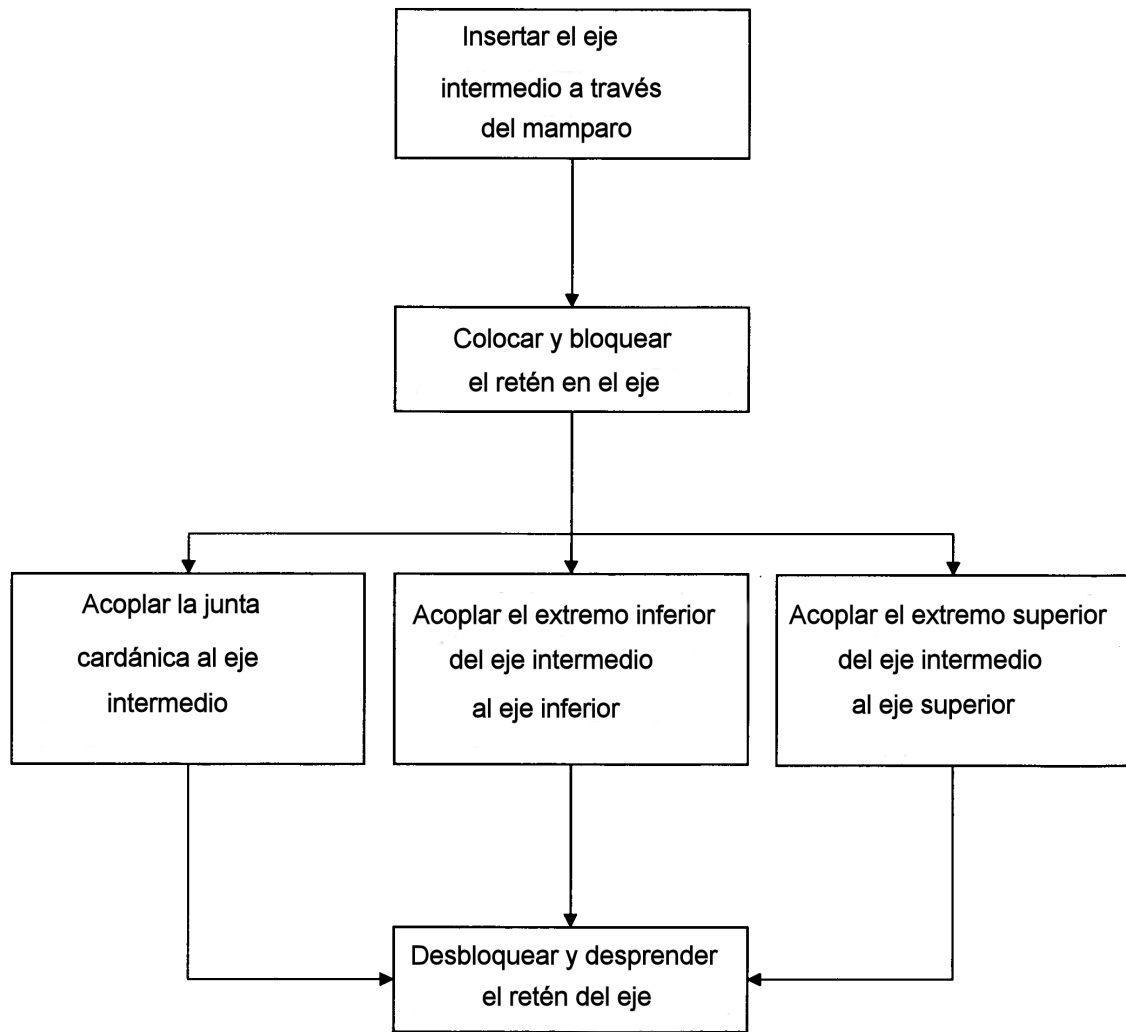 Insertar el eje
intermedio a través
del mamparo
Colocar y bloquear
el retén en el eje
Acoplar la junta
cardánica al eje
intermedio
Acoplar el extremo inferior
del eje intermedio
al eje inferior
Acoplar el extremo superior
del eje intermedio
al eje superior
Desbloquear y desprender
el retén del eje